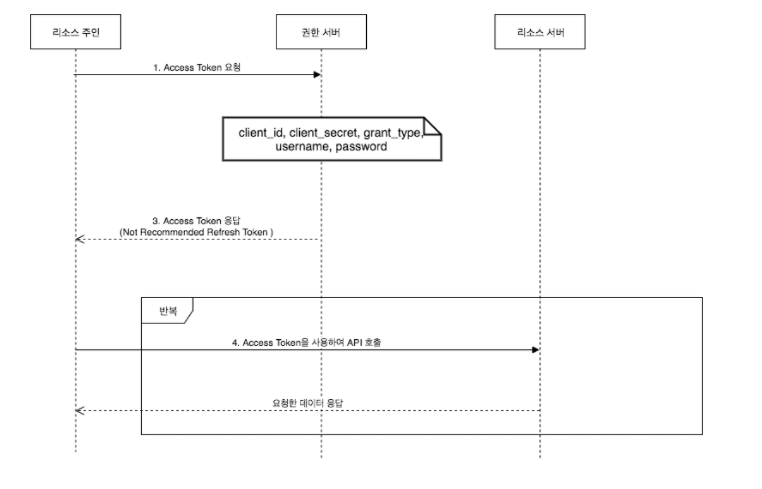 리소스 주인
권한 서버
리소스 서버
1. Access Token 요청
client_id, client_secret, grant_type,
username, password
3. Access Token 응답
(Not Recommended Refresh Token )
반복
4. Access Token을 사용하여 API 호출
요청한 데이터 응답